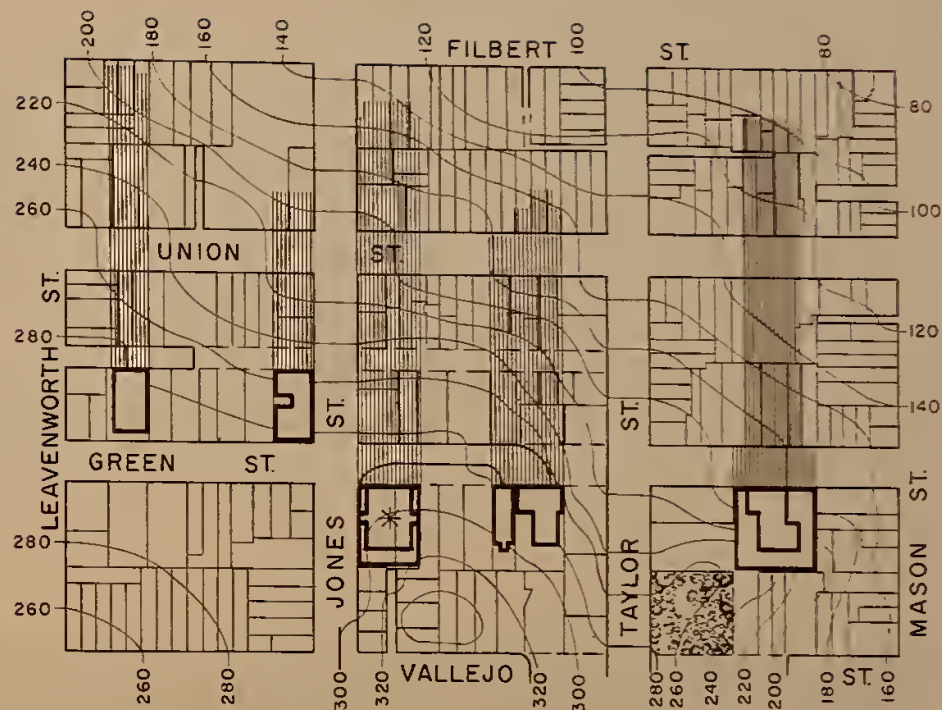 200
180
160
140
120
FILBERT
100
ST.
80
220
80
240
260
100
UNION
ST.
ST.
280
120
LEAVENWORTH
ST.
ST.
140
GREEN
ST.
ST.
280
JONES
TAYLOR
MASON
260
VALLEJO
ST.
260
280
300
320
320
300
280
260
240
220
200
180
160